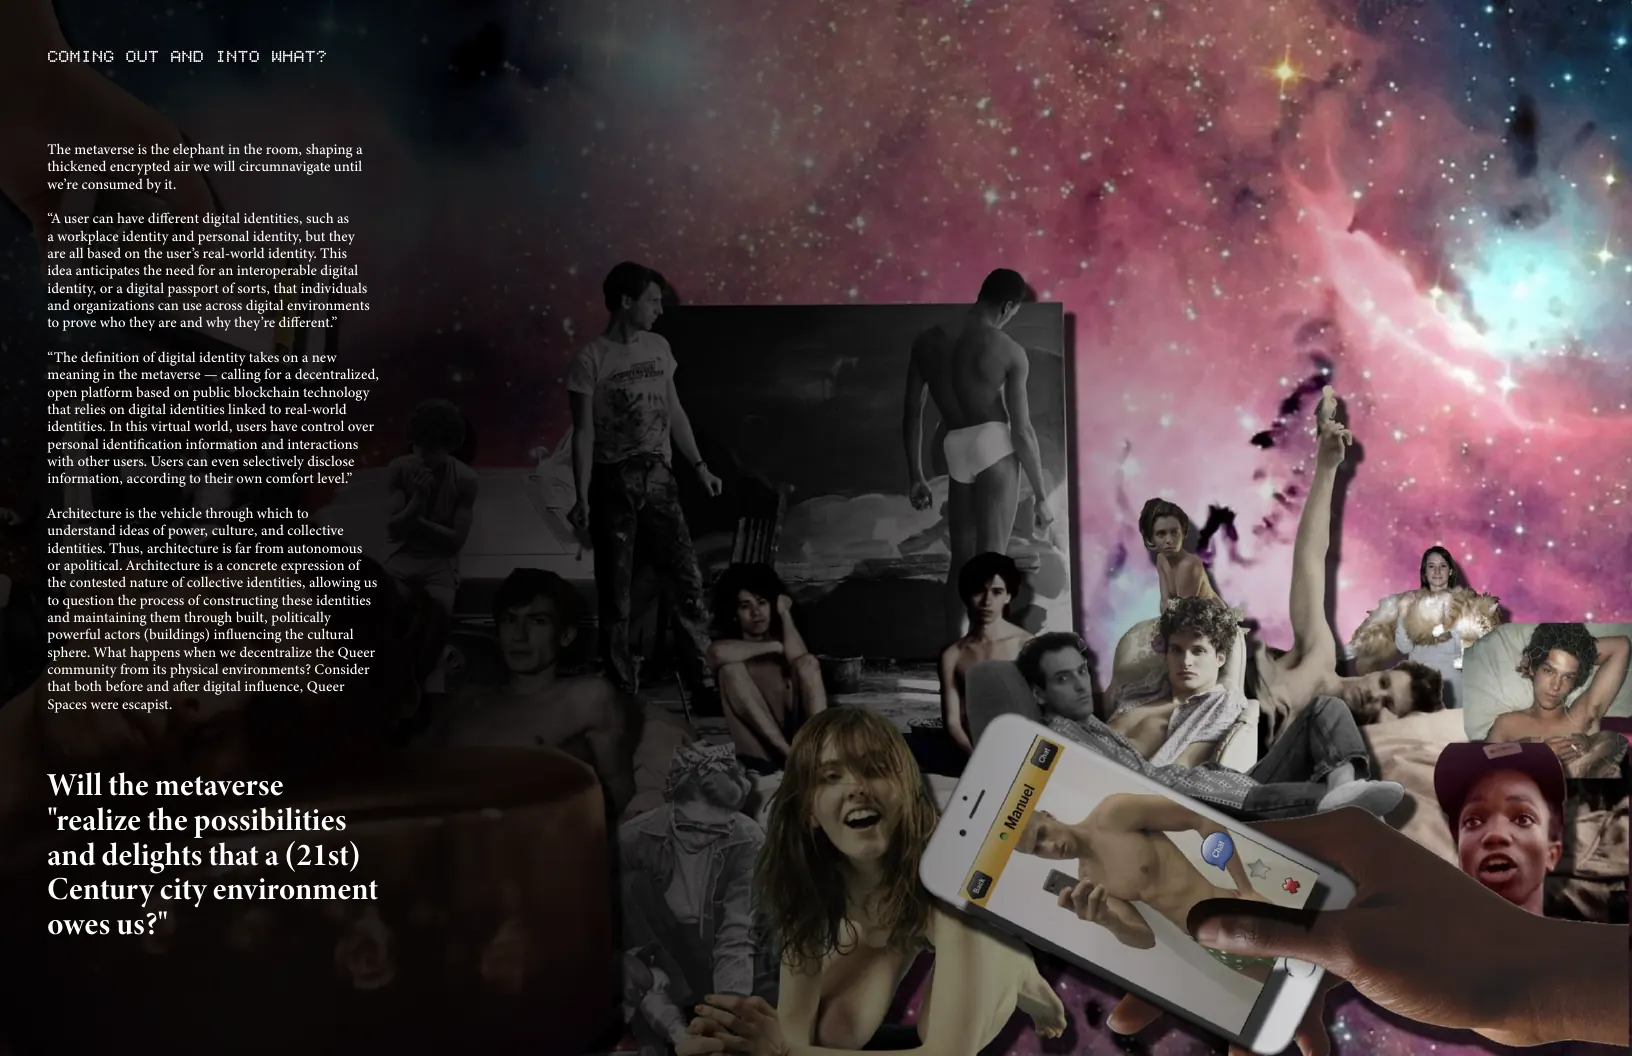 COMING OUT AND INTO WHAT?
The metaverse is the elephant in the room, shaping a
thickened encrypted air we will circumnavigate until
we’re consumed by it.
“A user can have different digital identities, such as
a workplace identity and personal identity, but they
are all based on the user’s real-world identity. This
idea anticipates the need for an interoperable digital
identity, or a digital passport of sorts, that individuals
and organizations can use across digital environments
to prove who they are and why they’re different.”
“The definition of digital identity takes on a new
meaning in the metaverse — calling for a decentralized,
open platform based on public blockchain technology
that relies on digital identities linked to real-world
identities. In this virtual world, users have control over
personal identification information and interactions
with other users. Users can even selectively disclose
information, according to their own comfort level.”
Architecture is the vehicle through which to
understand ideas of power, culture, and collective
identities. Thus, architecture is far from autonomous
or apolitical. Architecture is a concrete expression of
the contested nature of collective identities, allowing us
to question the process of constructing these identities
and maintaining them through built, politically
powerful actors (buildings) influencing the cultural
sphere. What happens when we decentralize the Queer
community from its physical environments? Consider
that both before and after digital influence, Queer
Spaces were escapist.
Will the metaverse
"realize the possibilities
and delights that a (21st)
Century city environment
owes us?"
Back
Manuel
Chat
Chat